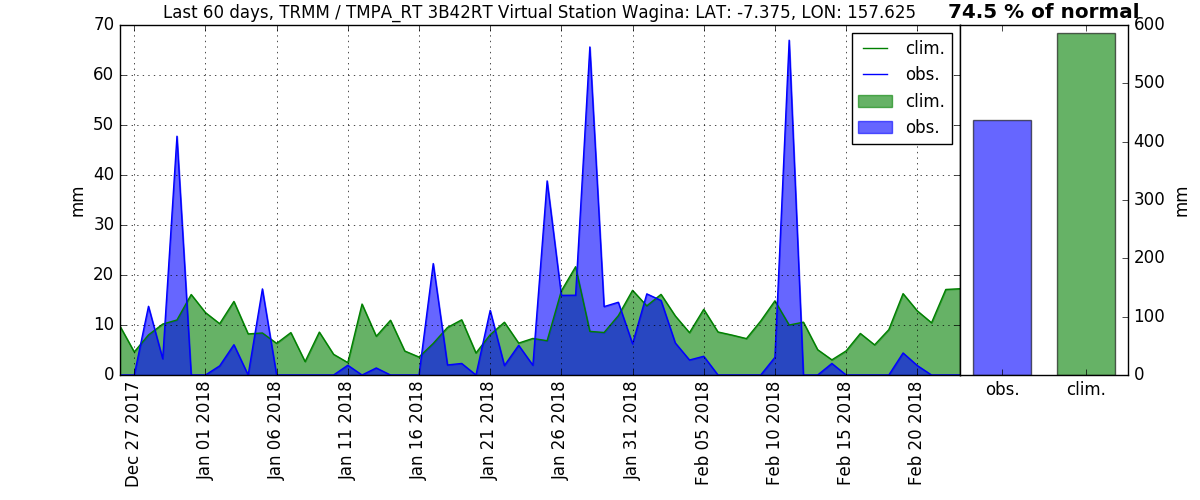 Last 60 days, TRMM / TMPA_RT 3B42RT Virtual Station Wagina: LAT: -7.375, LON: 157.625
74.5 % of normal
70
60
50
40
30
20
10
0
mm
clim.
obs.
clim.
obs.
600
500
400
300
200
100
0
mm
obs.
clim.
Dec 27 2017
Jan 01 2018
Jan 06 2018
Jan 11 2018
Jan 16 2018
Jan 21 2018
Jan 26 2018
Jan 31 2018
Feb 05 2018
Feb 10 2018
Feb 15 2018
Feb 20 2018